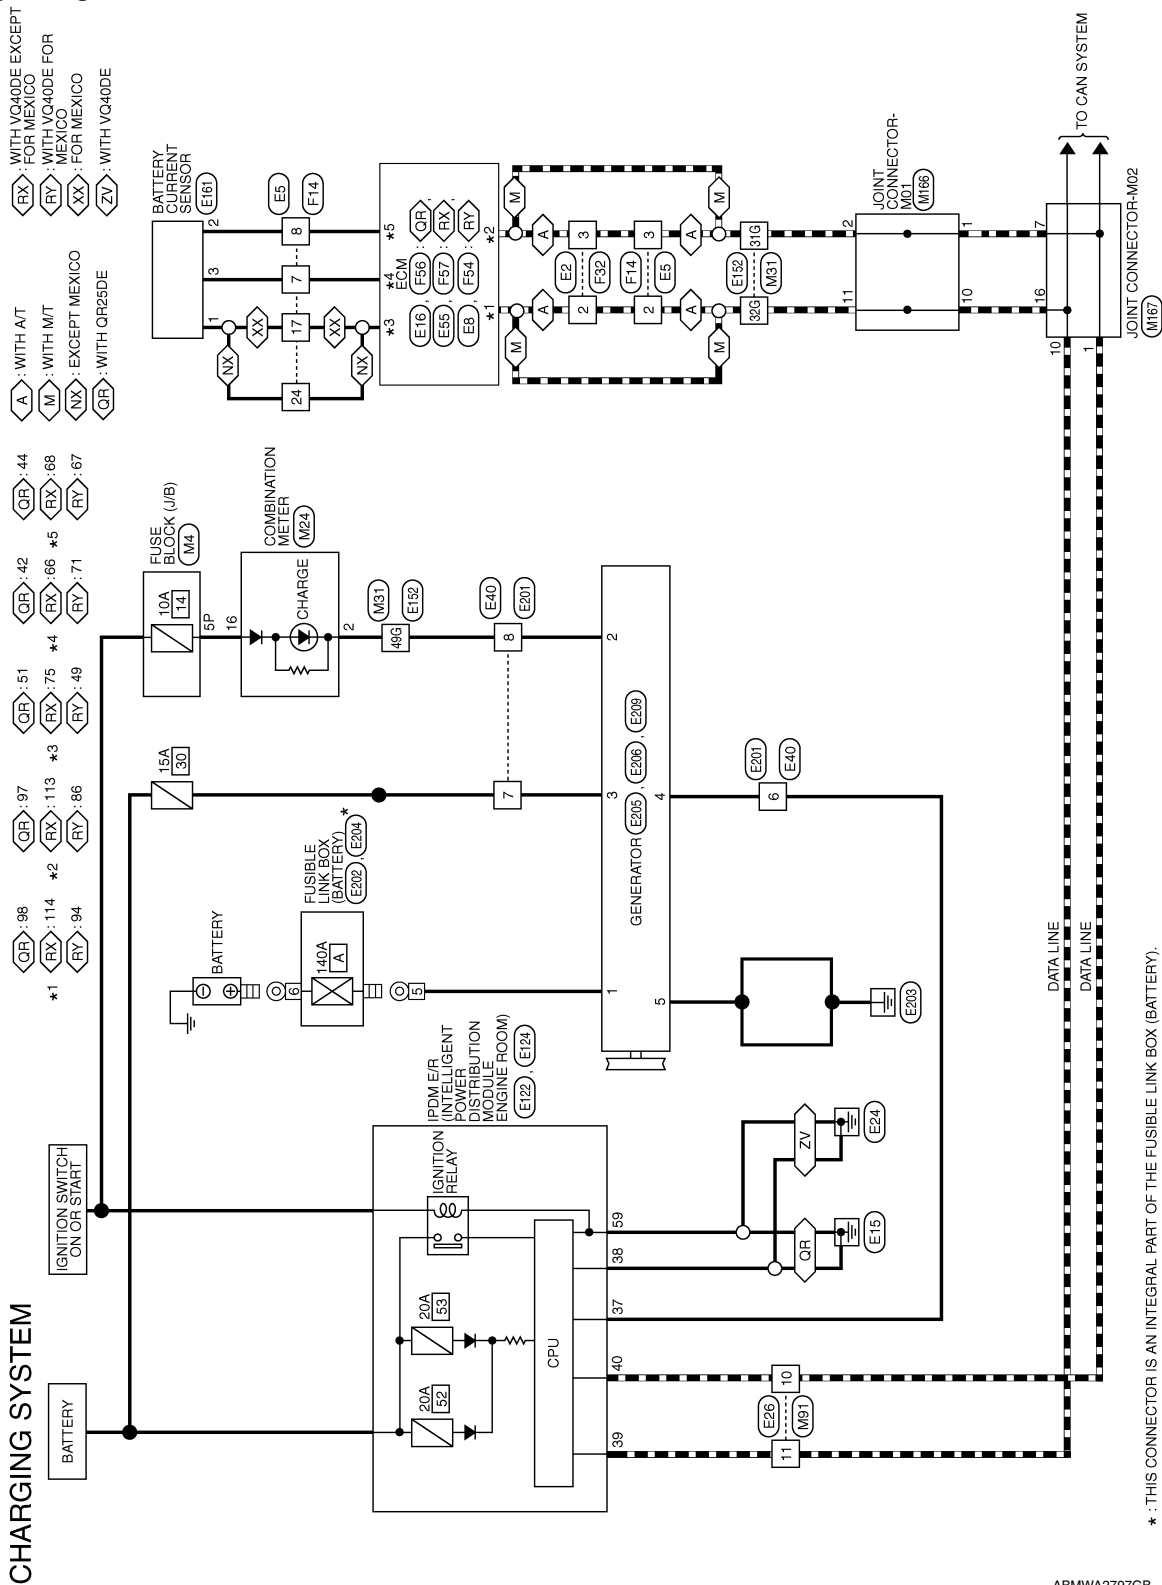 CHARGING SYSTEM
BATTERY
IGNITION SWITCH
ON OR START
*1
QR : 98
RX : 114
RY : 94
*2
QR : 97
RX : 113
RY : 86
*3
QR : 51
RX : 75
RY : 49
*4
QR : 42
RX : 66
RY : 71
*5
QR : 44
RX : 68
RY : 67
A : WITH A/T
M : WITH M/T
NX : EXCEPT MEXICO
QR : WITH QR25DE
RX : WITH VQ40DE EXCEPT
FOR MEXICO
RY : WITH VQ40DE FOR
MEXICO
XX : FOR MEXICO
ZV : WITH VQ40DE
20A
52
20A
53
IGNITION
RELAY
CPU
IPDM E/R
(INTELLIGENT
POWER
DISTRIBUTION
MODULE
ENGINE ROOM)
E122 , E124
39
40
37
38
59
11
E26
M91
10
QR
E15
ZV
E24
BATTERY
6
140A
A
5
FUSIBLE
LINK BOX
(BATTERY) *
E202 , E204
15A
30
10A
14
FUSE
BLOCK (J/B)
M4
5P
16
CHARGE
2
COMBINATION
METER
M24
49G
M31
E152
7
8
E40
E201
1
3
2
GENERATOR E205 , E206 , E209
5
4
E203
6
E201
E40
BATTERY
CURRENT
SENSOR
E161
1
3
2
NX
XX
24
17
7
8
E5
F14
NX
XX
*3
*4
*5
ECM
E16 , F56 : QR ,
E55 , F57 : RX ,
E8 , F54 : RY
*1
*2
M
M
A
A
2
E2
F32
3
2
F14
E5
3
A
A
M
M
32G
E152
M31
31G
11
2
JOINT
CONNECTOR-
M01
M166
10
1
16
7
10
1
JOINT CONNECTOR-M02
M167
TO CAN SYSTEM
DATA LINE
DATA LINE
* : THIS CONNECTOR IS AN INTEGRAL PART OF THE FUSIBLE LINK BOX (BATTERY).